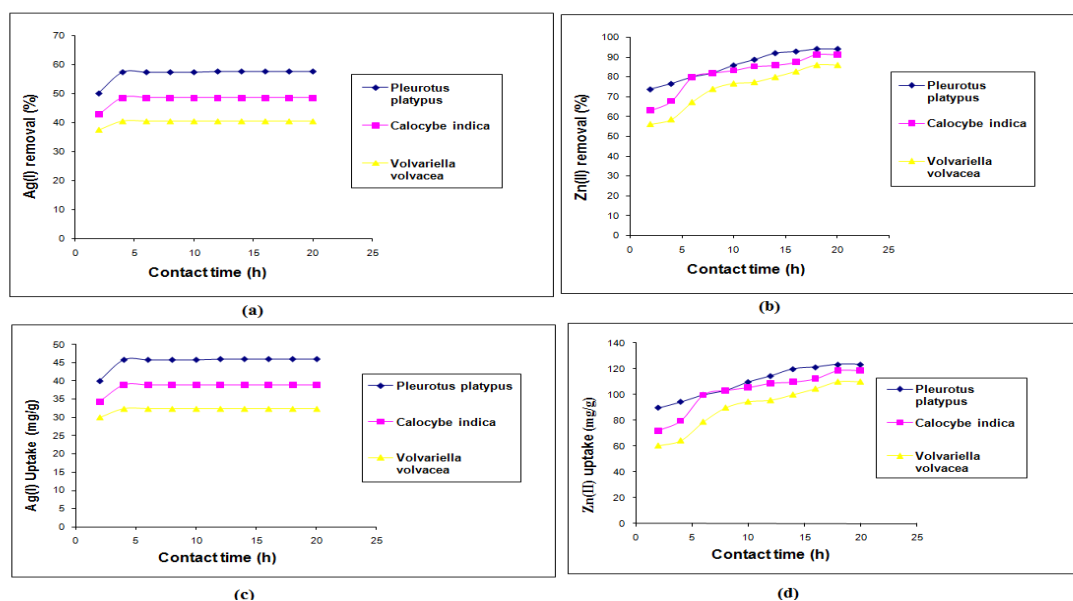 70
60
50
40
30
20
10
0
0 5 10 15 20 25
Ag(I) removal (%)
Contact time (h)
Pleurotus
platypus
Calocybe indica
Volvariella
volvacea
(a)
100
90
80
70
60
50
40
30
20
10
0
0 5 10 15 20 25
Zn(II) removal (%)
Contact time (h)
Pleurotus
platypus
Calocybe indica
Volvariella
volvacea
(b)
50
45
40
35
30
25
20
15
10
5
0
0 5 10 15 20 25
Ag(I) Uptake (mg/g)
Contact time (h)
Pleurotus platypus
Calocybe indica
Volvariella
volvacea
(c)
140
120
100
80
60
40
20
0
0 5 10 15 20 25
Zn(II) uptake (mg/g)
Contact time (h)
Pleurotus
platypus
Calocybe indica
Volvariella
volvacea
(d)